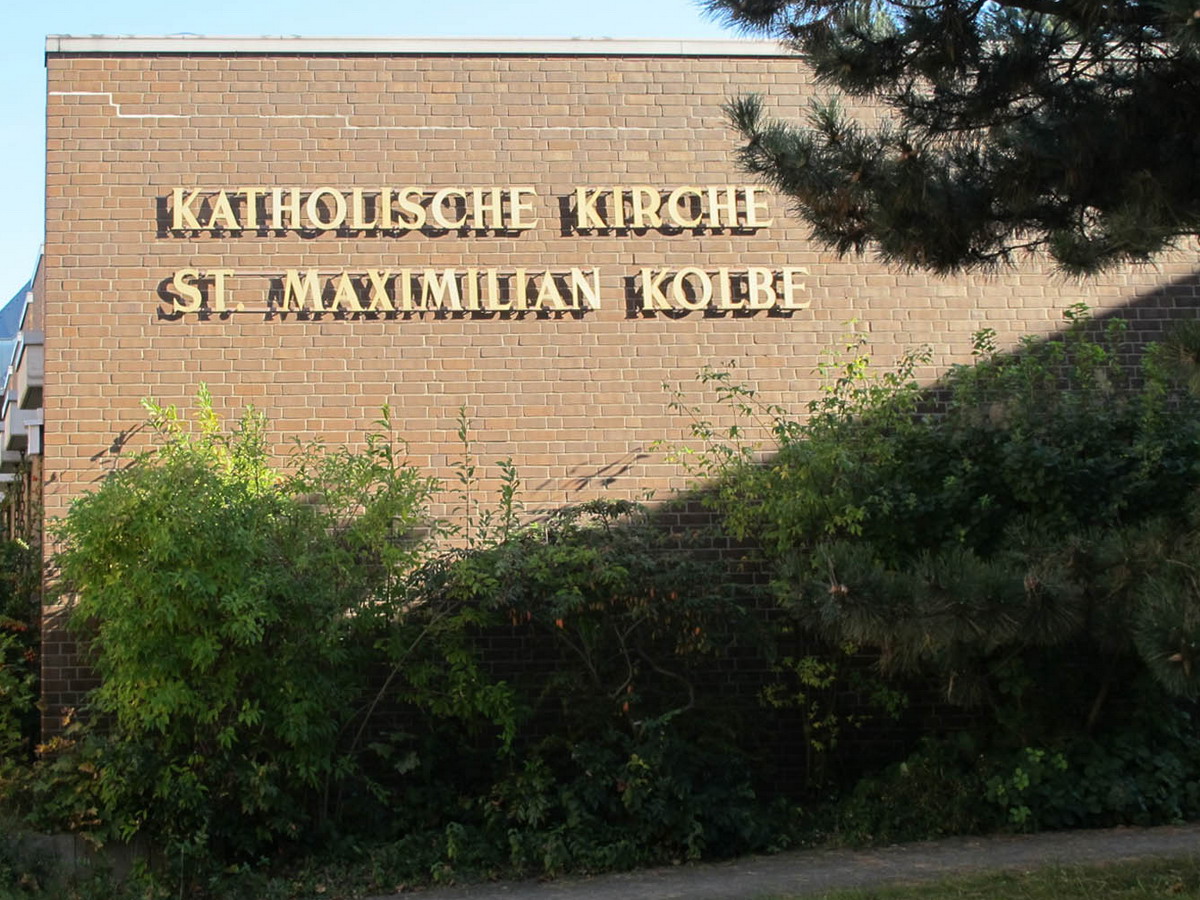 KATHOLISCHE KIRCHE
ST. MAXIMILIAN KOLBE